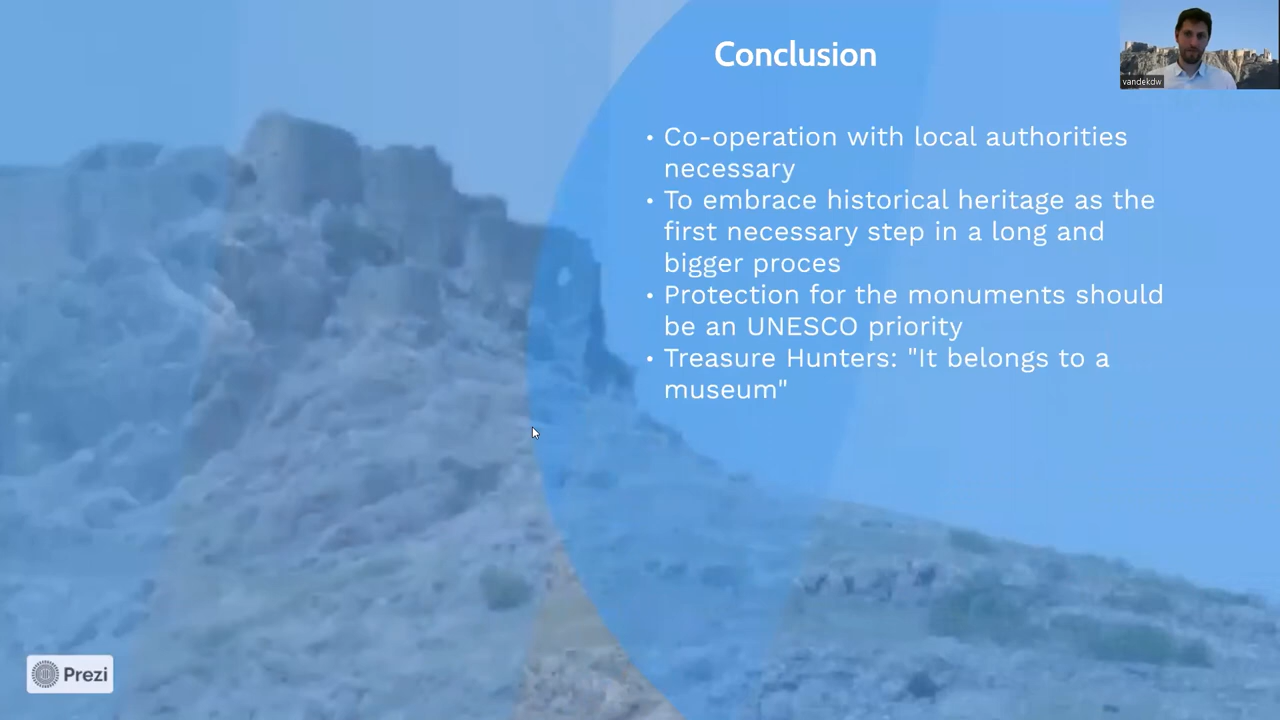 Conclusion
vandekdw
• Co-operation with local authorities
necessary
• To embrace historical heritage as the
first necessary step in a long and
bigger proces
• Protection for the monuments should
be an UNESCO priority
• Treasure Hunters: "It belongs to a
museum"
Prezi